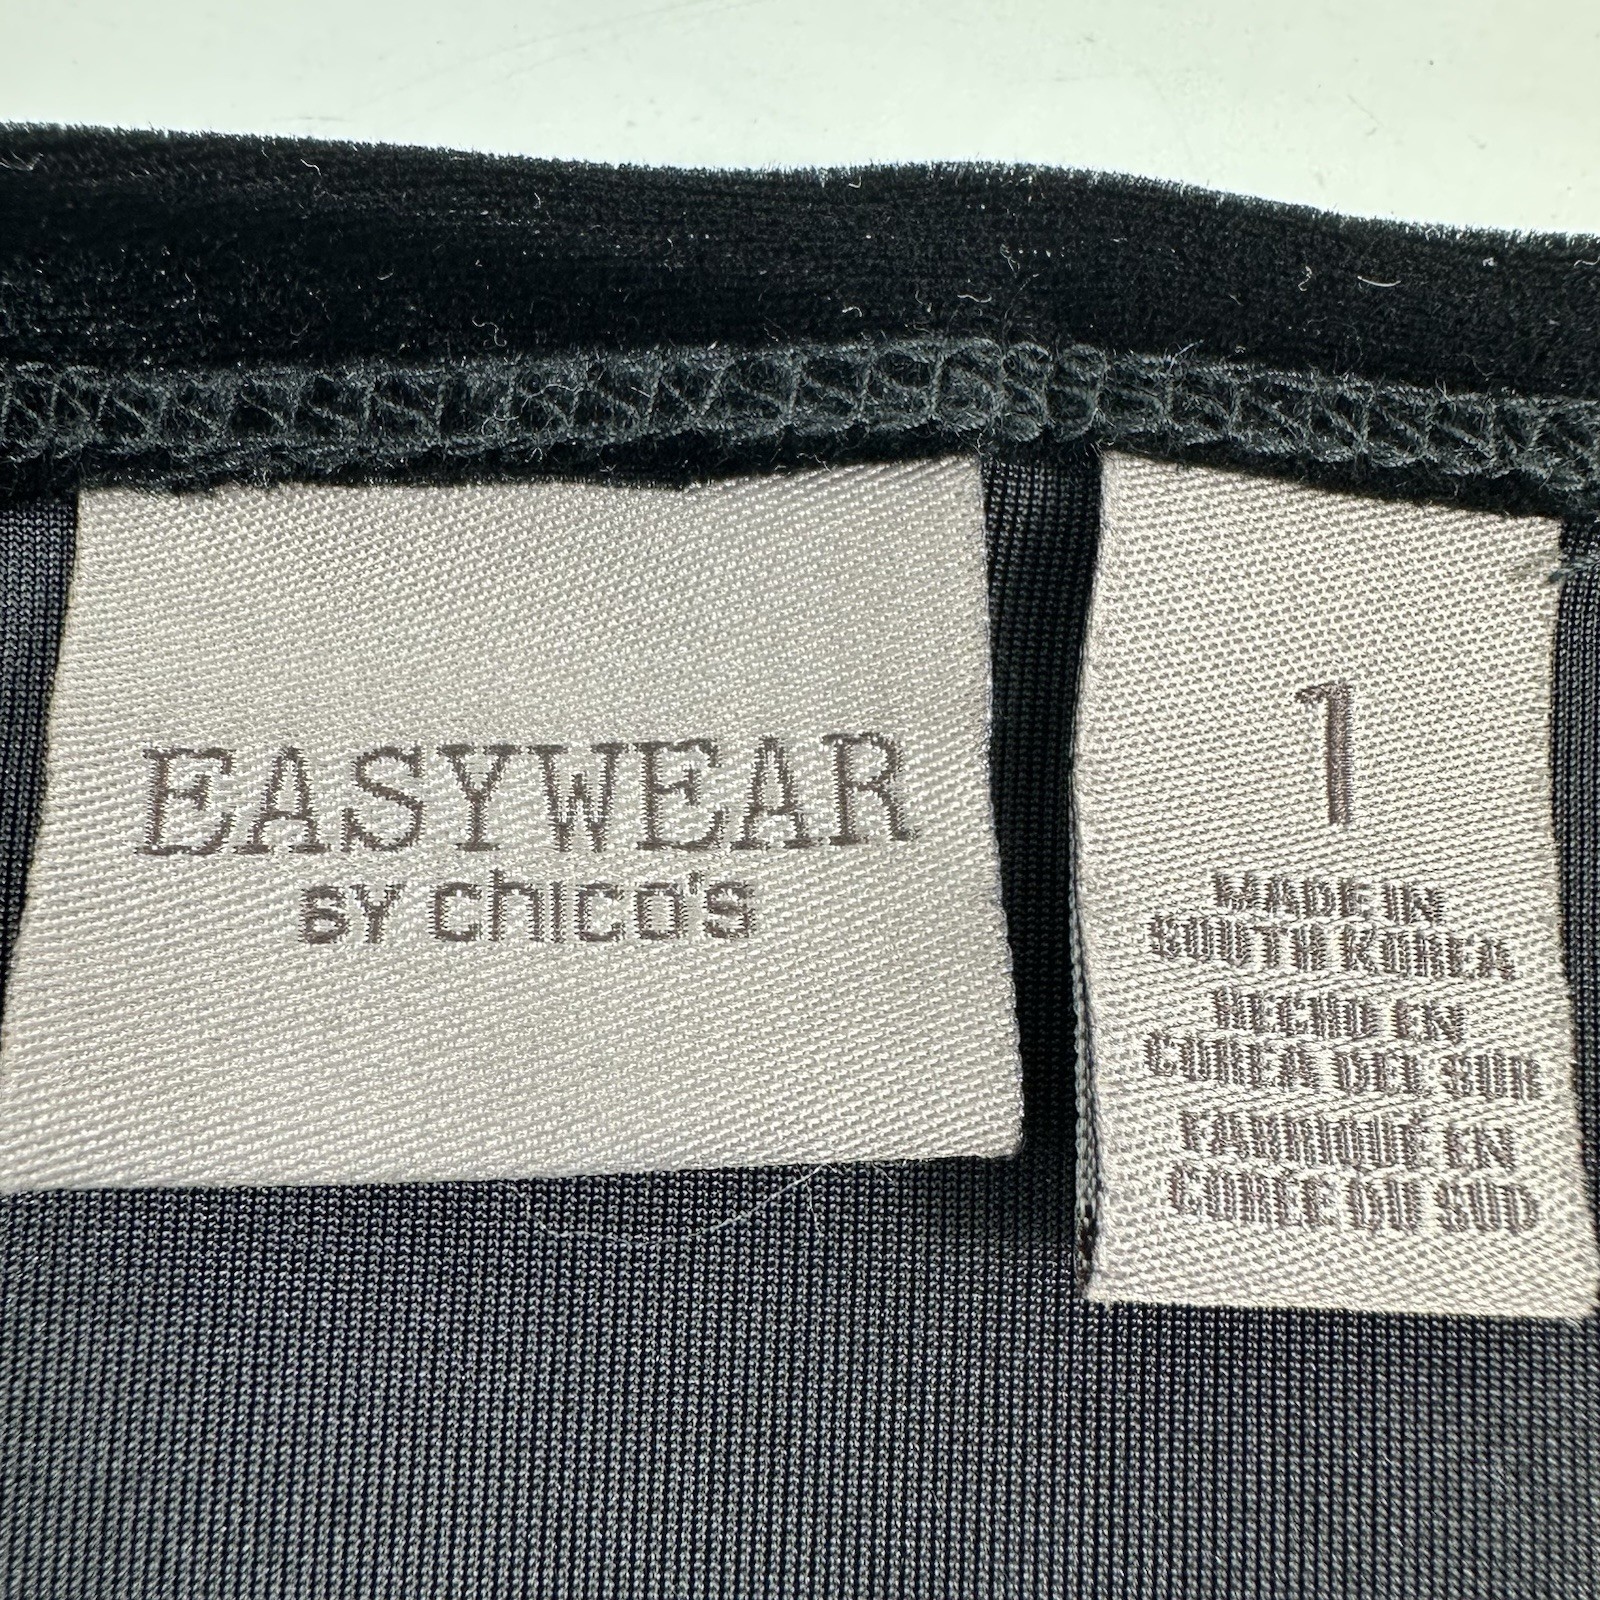 EASYWEAR
BY chico's
1
MADE IN
SOUTH KOREA
HECHO EN
COREA DEL SUR
FABRIQUÉ EN
CORÉE DU SUD